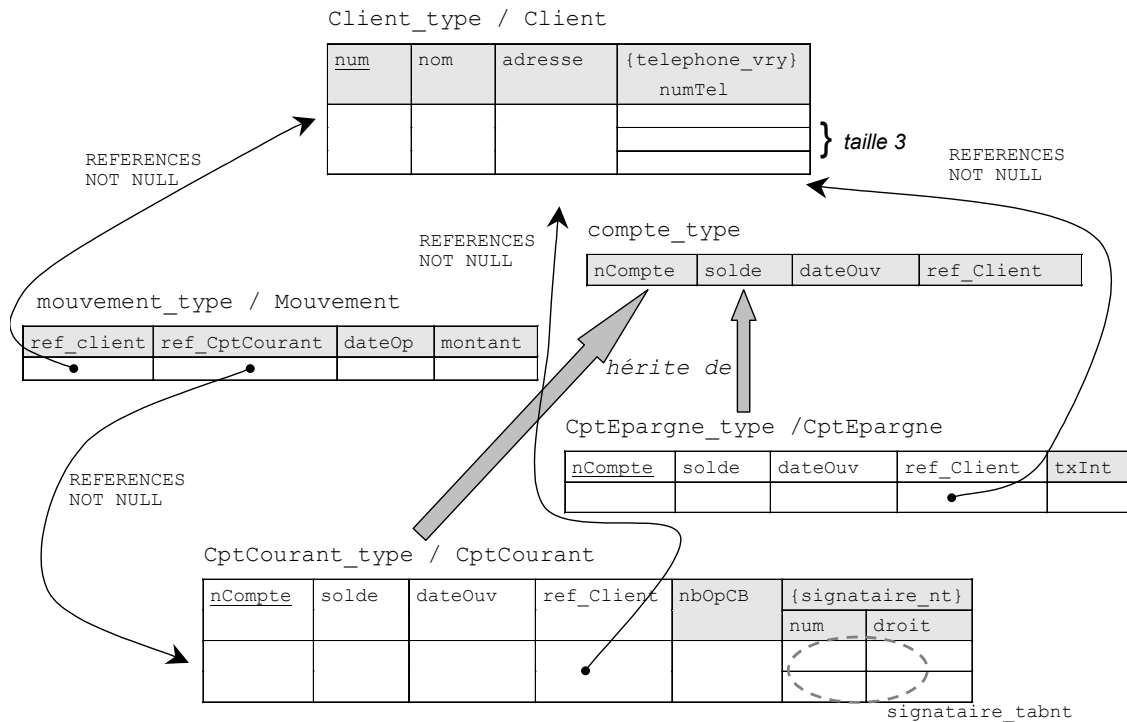 Client_type / Client
num nom adresse {telephone_vry}
numTel
} taille 3
REFERENCES
NOT NULL
REFERENCES
NOT NULL
REFERENCES
NOT NULL
compte_type
nCompte solde dateOuv ref_Client
mouvement_type / Mouvement
ref_client ref_CptCourant dateOp montant
hérite de
CptEpargne_type /CptEpargne
nCompte solde dateOuv ref_Client txInt
REFERENCES
NOT NULL
CptCourant_type / CptCourant
nCompte solde dateOuv ref_Client nbOpCB {signataire_nt}
num droit
signataire_tabnt